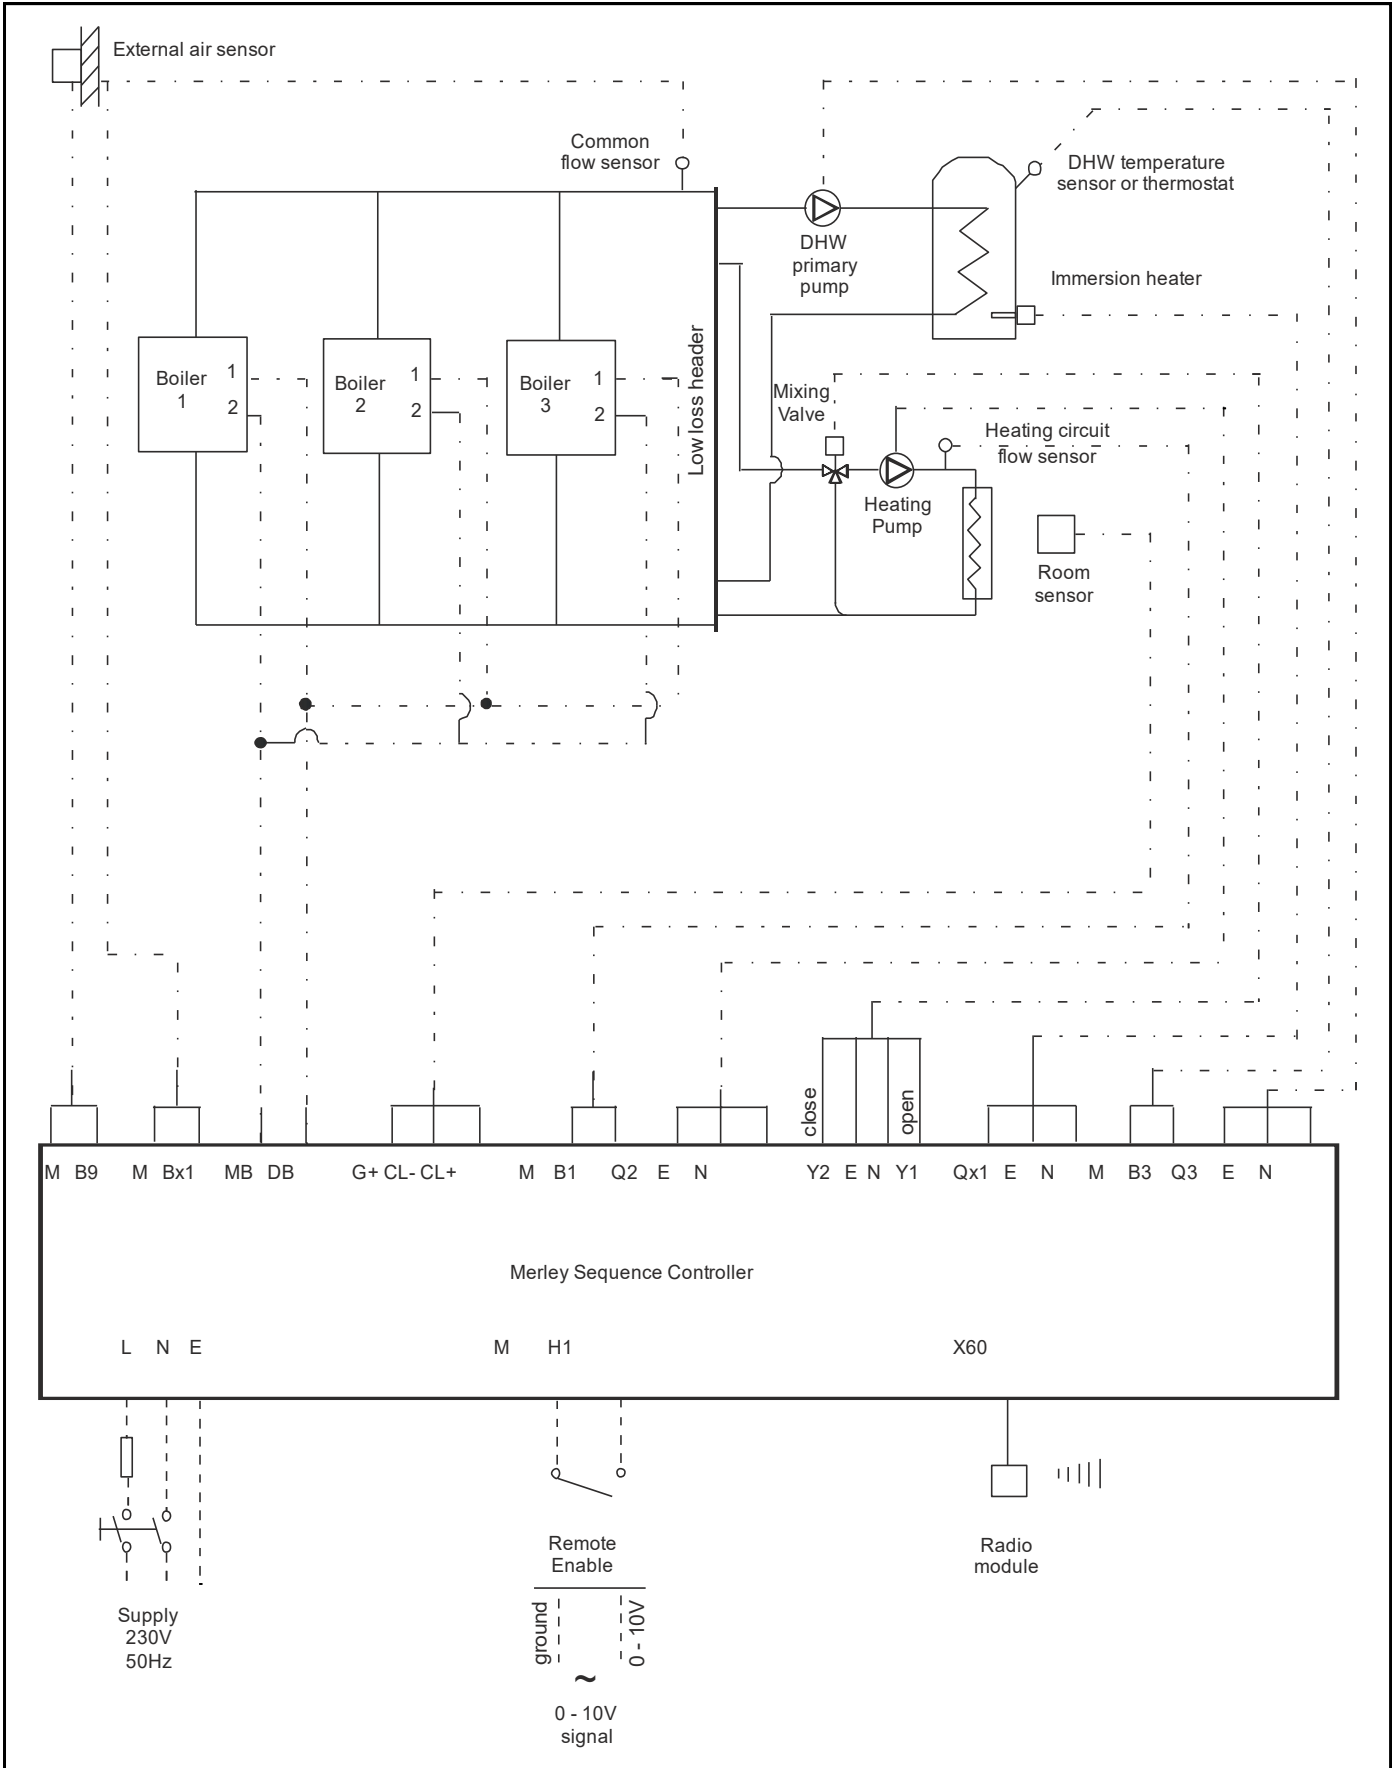 External air sensor
Common
flow sensor
DHW temperature
sensor or thermostat
DHW
primary
pump
Immersion heater
Low loss header
Boiler
1
1
2
Boiler
2
1
2
Boiler
3
1
2
Mixing
Valve
Heating circuit
flow sensor
Heating
Pump
Room
sensor
close
open
M B9 M Bx1 MB DB G+ CL- CL+ M B1 Q2 E N Y2 E N Y1 Qx1 E N M B3 Q3 E N
Merley Sequence Controller
L N E M H1 X60
Remote
Enable
Radio
module
Supply
230V
50Hz
ground
0 - 10V
~
0 - 10V
signal